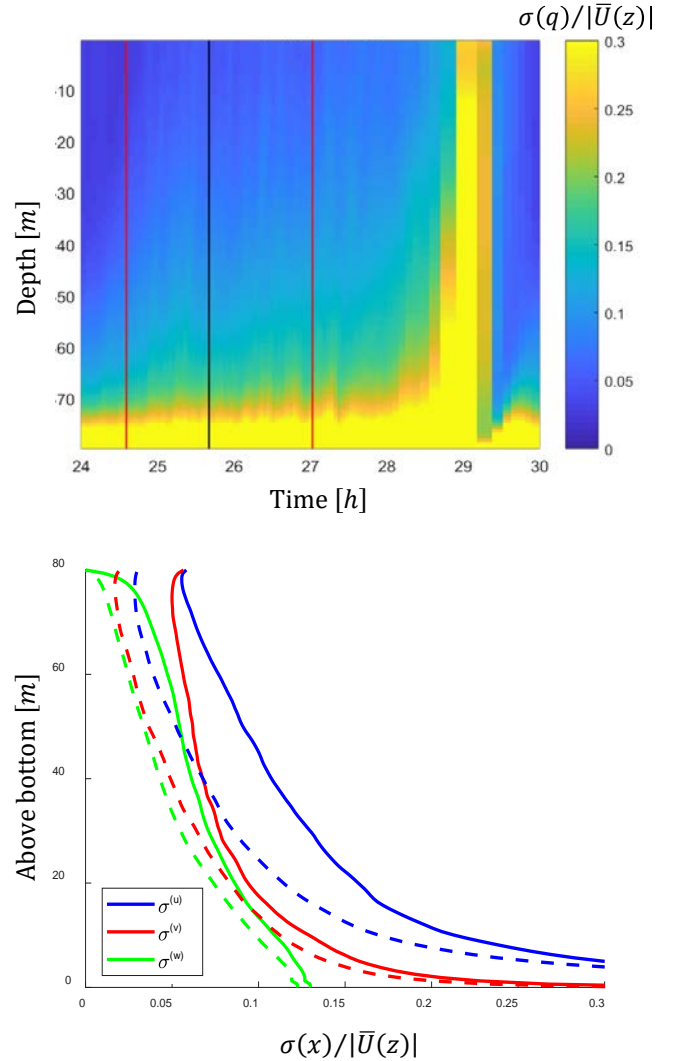 σ(q)/|Ū(z)|
0.3
0.25
0.2
0.15
0.1
0.05
0
-10
-20
-30
-40
-50
-60
-70
Depth [m]
24 25 26 27 28 29 30
Time [h]
80
60
40
20
0
Above bottom [m]
σ(u)
σ(v)
σ(w)
0 0.05 0.1 0.15 0.2 0.25 0.3
σ(x)/|Ū(z)|